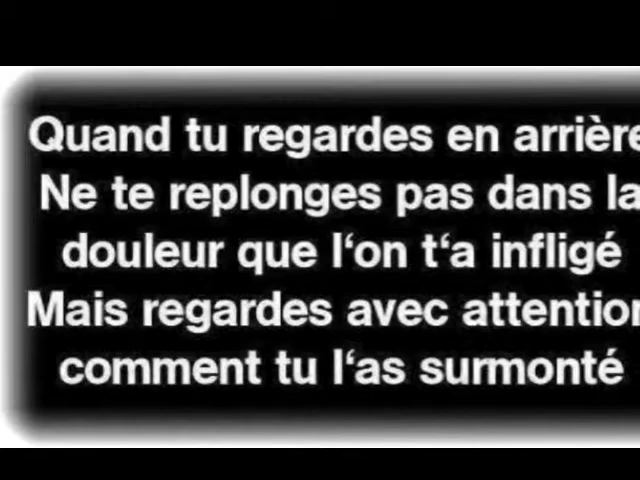 Quand tu regardes en arrière
Ne te replonges pas dans la
douleur que l‘on t‘a infligé
Mais regardes avec attention
comment tu l‘as surmonté